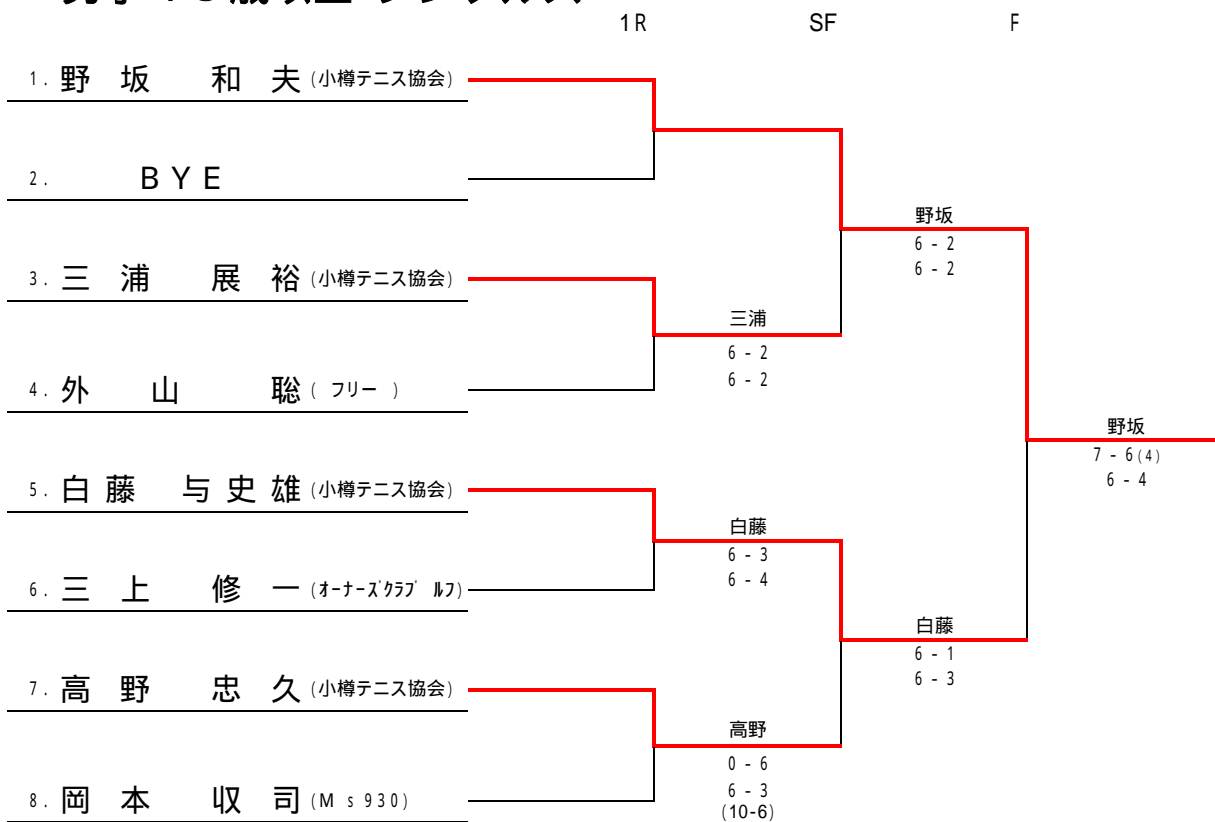 1R SF F
1. 野坂 和夫 (小樽テニス協会)
2. BYE
野坂
6 - 2
6 - 2
3. 三浦 展裕 (小樽テニス協会)
三浦
6 - 2
6 - 2
4. 外山 聡 ( フリー )
野坂
7 - 6(4)
6 - 4
5. 白藤 与史雄 (小樽テニス協会)
白藤
6 - 3
6 - 4
6. 三上 修一 (オーナーズクラブ ルフ)
白藤
6 - 1
6 - 3
7. 高野 忠久 (小樽テニス協会)
高野
0 - 6
6 - 3
(10-6)
8. 岡本 収司 (Ms930)